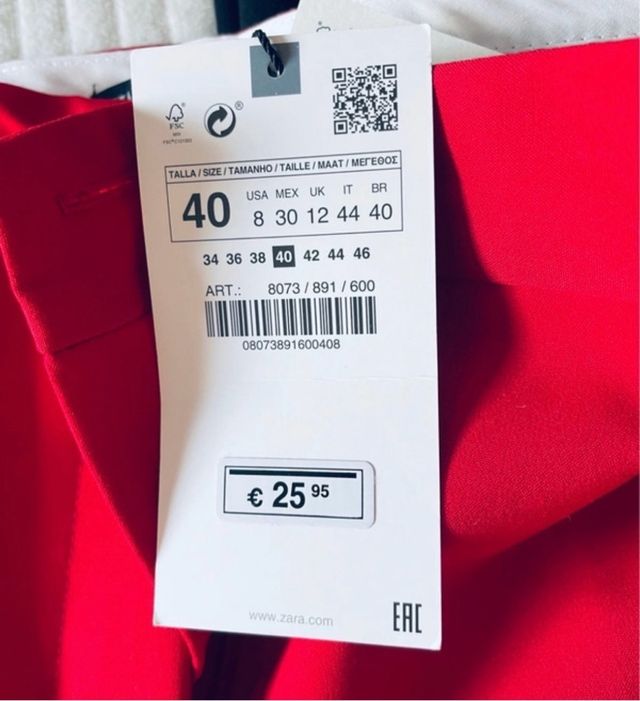 FSC
®
TALLA / SIZE / TAMANHO / TAILLE / MAAT / ΜΕΓΕΘΟΣ
40
USA MEX UK IT BR
8 30 12 44 40
34 36 38 40 42 44 46
ART.: 8073 / 891 / 600
08073891600408
€ 25 95
www.zara.com
EAC